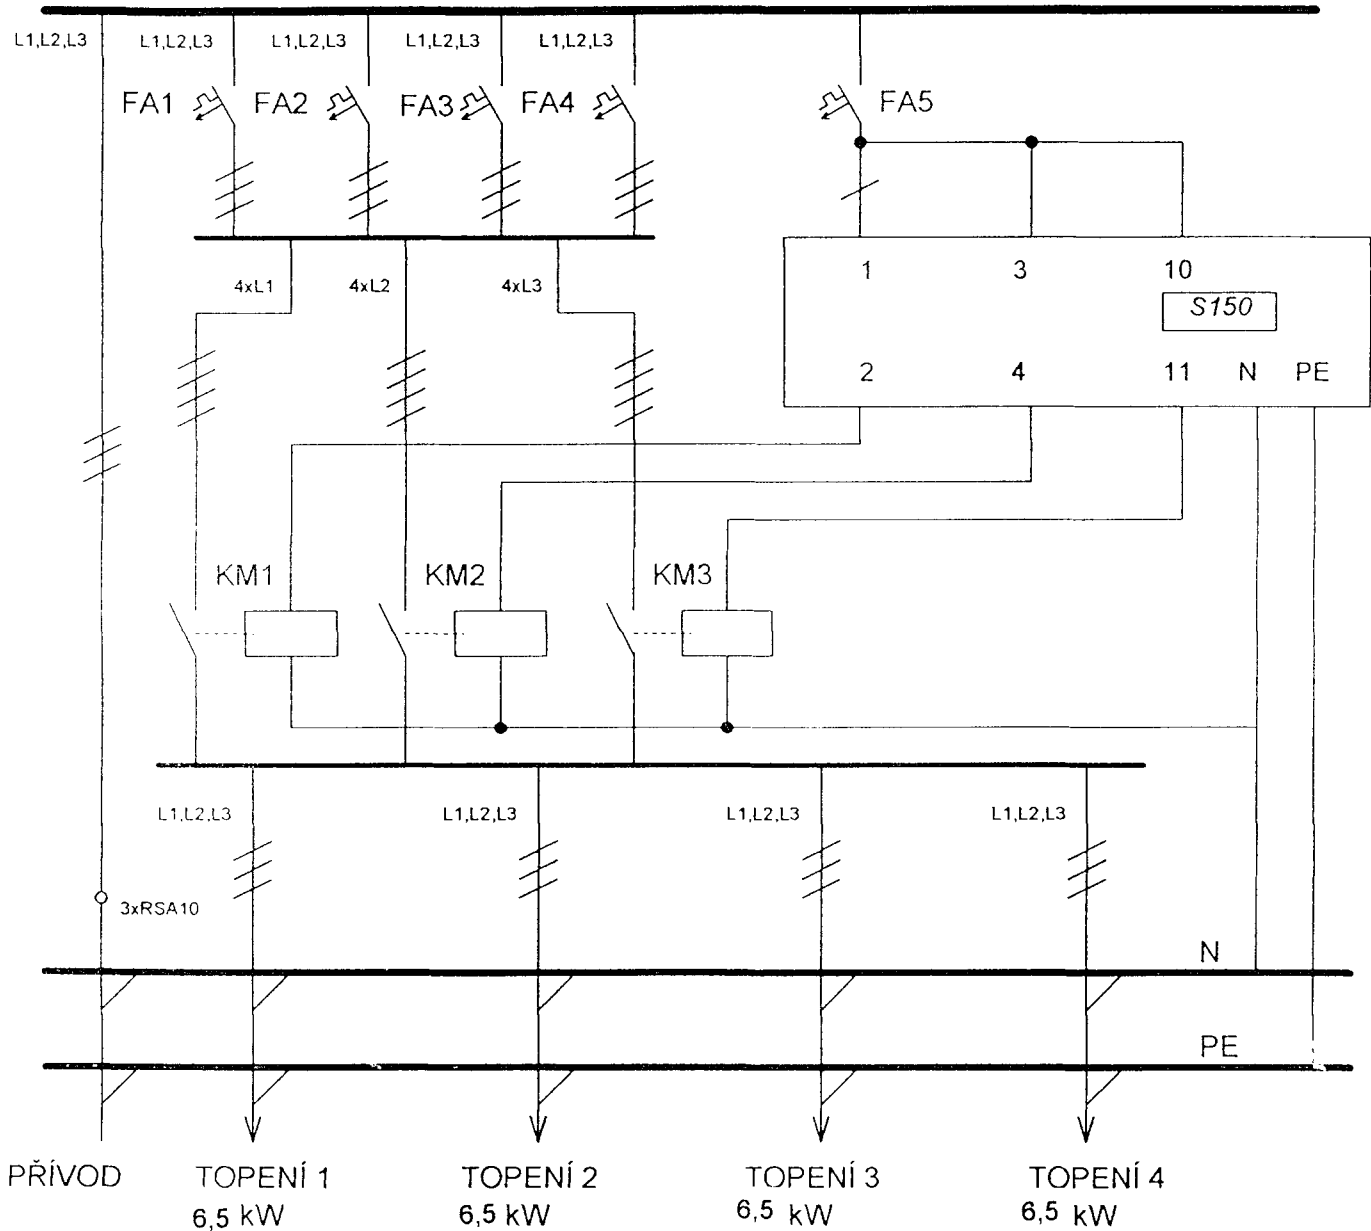 L1,L2,L3 L1,L2,L3 L1,L2,L3 L1,L2,L3 L1,L2,L3
FA1 FA2 FA3 FA4 FA5
1 3 10
4xL1 4xL2 4xL3
S150
2 4 11 N PE
KM1 KM2 KM3
L1,L2,L3 L1,L2,L3 L1,L2,L3 L1,L2,L3
3xRSA10
N
PE
PŘÍVOD TOPENÍ 1 TOPENÍ 2 TOPENÍ 3 TOPENÍ 4
6,5 kW 6,5 kW 6,5 kW 6,5 kW